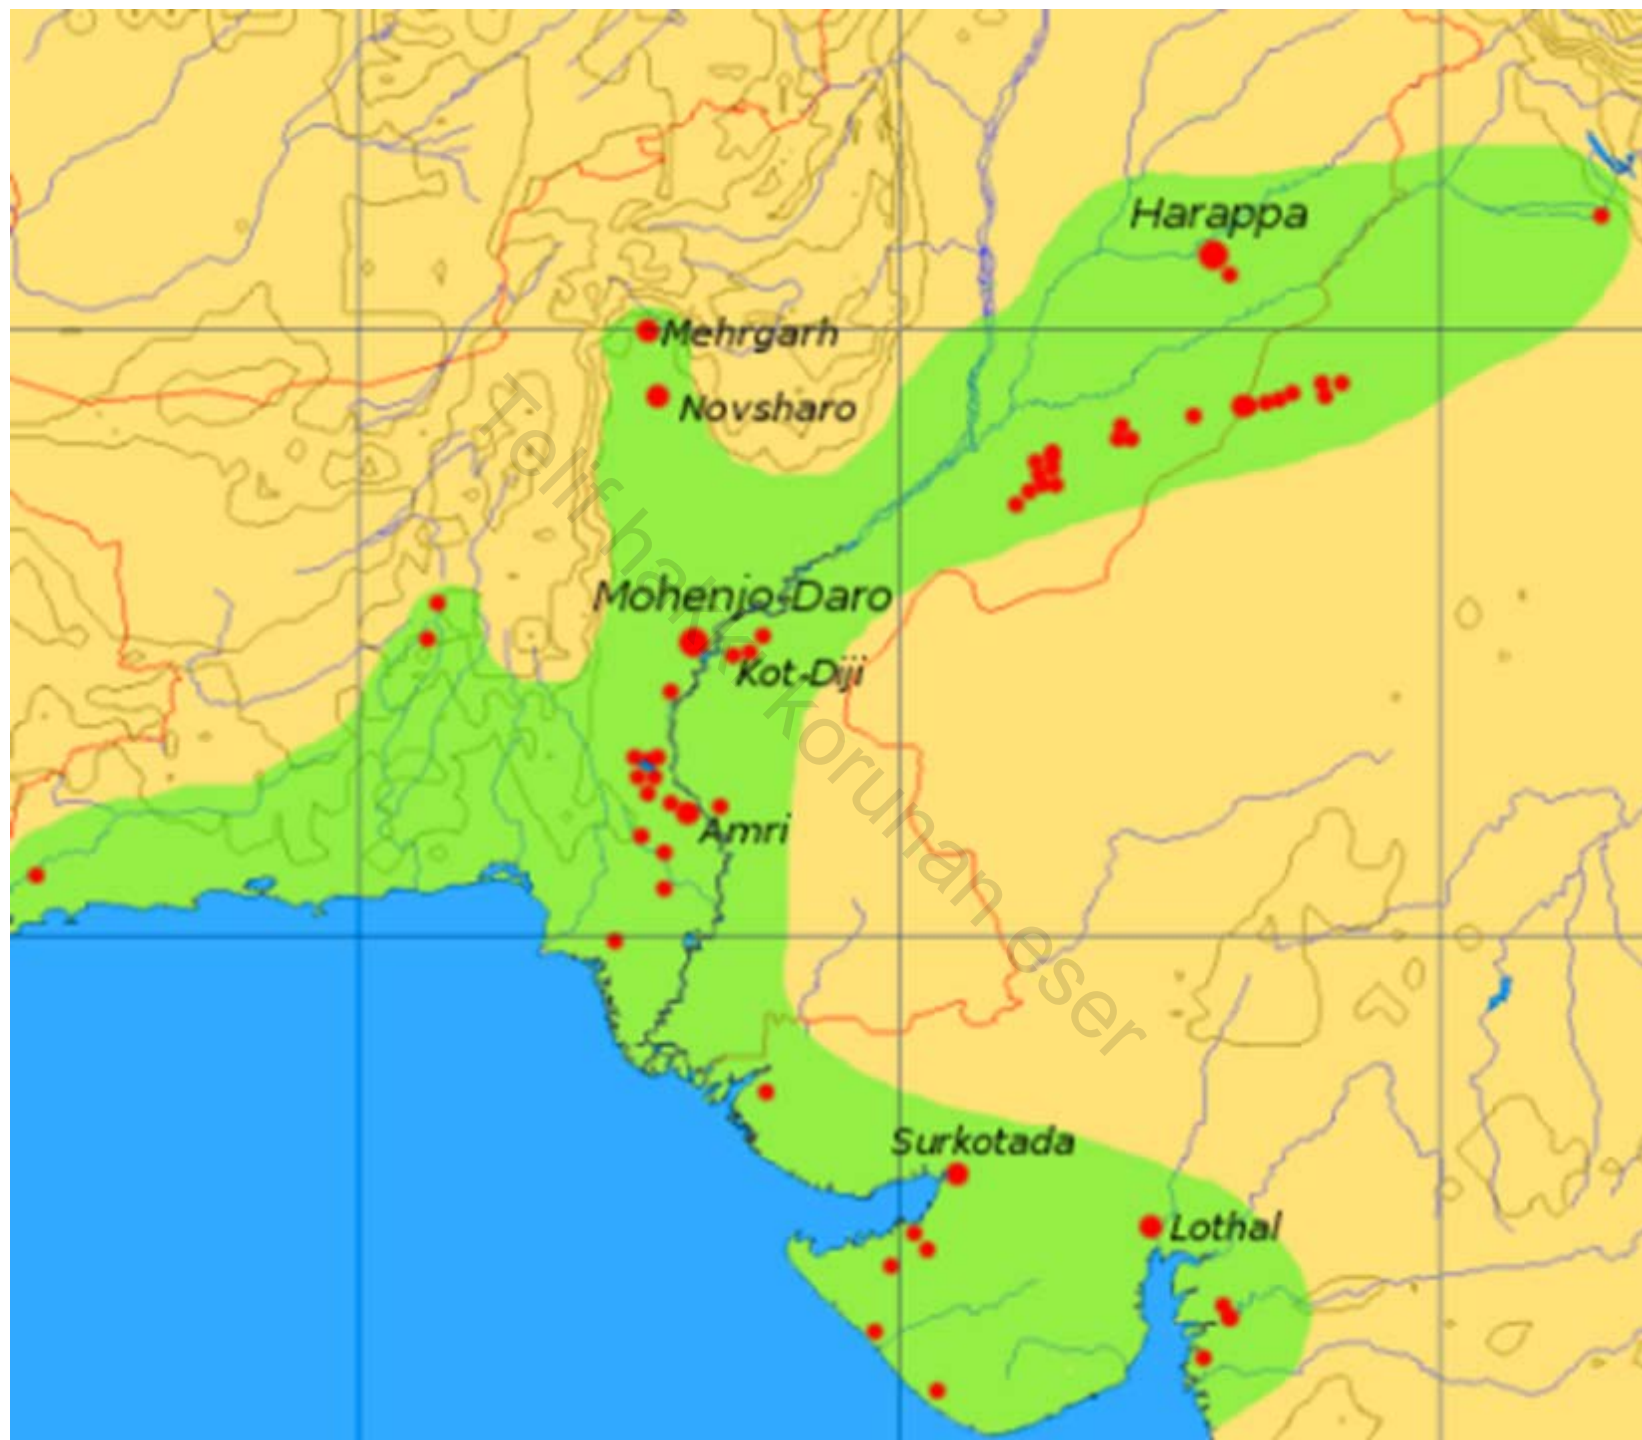 Harappa
Mehrgarh
Novsharo
Mohenjo-Daro
Kot-Diji
Amri
Surkotada
Lothal
Telif hakkı korunan eser